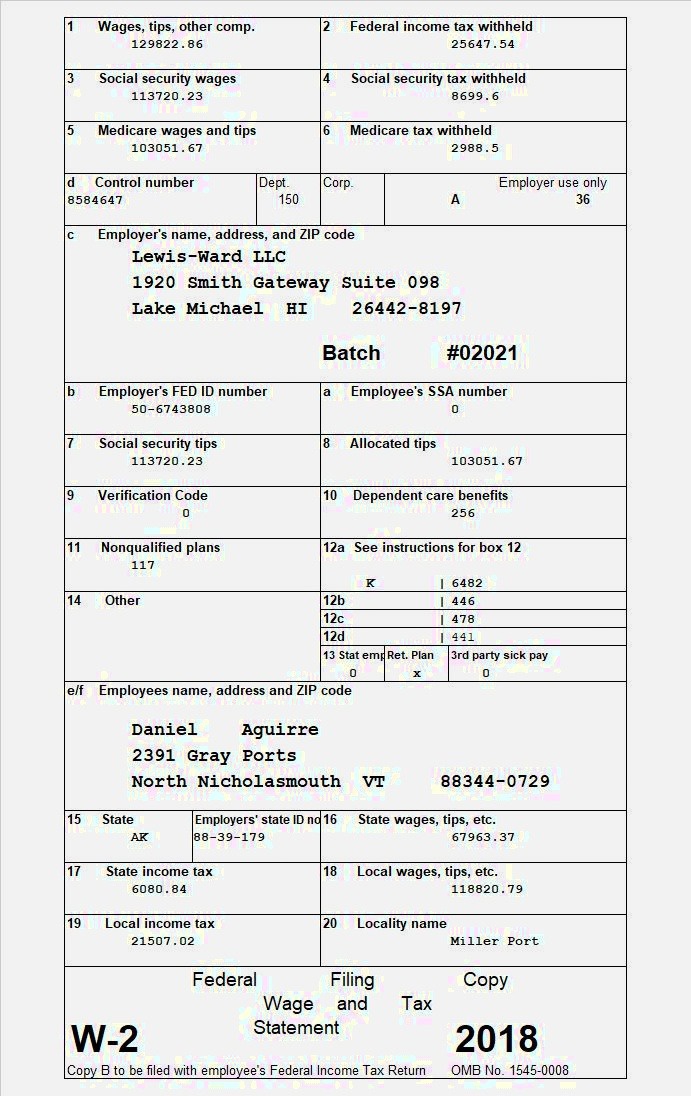 1 Wages, tips, other comp. 2 Federal income tax withheld
129822.86 25647.54
3 Social security wages 4 Social security tax withheld
113720.23 8699.6
5 Medicare wages and tips 6 Medicare tax withheld
103051.67 2988.5
d Control number Dept. Corp. Employer use only
8584647 150 A 36
c Employer's name, address, and ZIP code
Lewis-Ward LLC
1920 Smith Gateway Suite 098
Lake Michael HI 26442-8197
Batch #02021
b Employer's FED ID number a Employee's SSA number
50-6743808 0
7 Social security tips 8 Allocated tips
113720.23 103051.67
9 Verification Code 10 Dependent care benefits
0 256
11 Nonqualified plans 12a See instructions for box 12
117
K | 6482
14 Other 12b | 446
12c | 478
12d | 441
13 Stat emp Ret. Plan 3rd party sick pay
0 x 0
e/f Employees name, address and ZIP code
Daniel Aguirre
2391 Gray Ports
North Nicholasmouth VT 88344-0729
15 State Employers' state ID no 16 State wages, tips, etc.
AK 88-39-179 67963.37
17 State income tax 18 Local wages, tips, etc.
6080.84 118820.79
19 Local income tax 20 Locality name
21507.02 Miller Port
Federal Filing Copy
Wage and Tax
Statement
W-2 2018
Copy B to be filed with employee's Federal Income Tax Return OMB No. 1545-0008